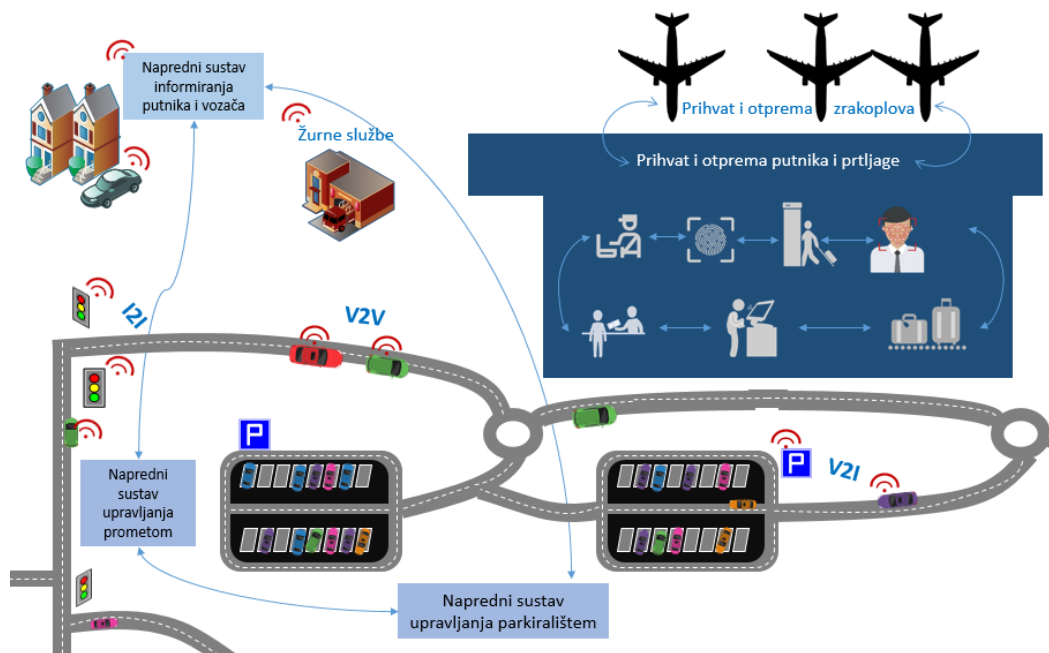 Napredni sustav
informiranja
putnika i vozača
Žurne službe
Prihvat i otprema zrakoplova
Prihvat i otprema putnika i prtljage
I2I
V2V
P
P
V2I
Napredni
sustav
upravljanja
prometom
Napredni sustav
upravljanja parkiralištem